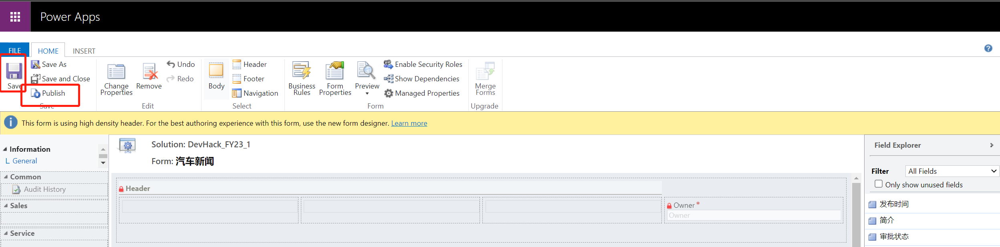 Power Apps
FILE HOME INSERT
Save
Save As
Save and Close
Publish
Save
Change Properties
Remove
Undo
Redo
Edit
Body
Header
Footer
Navigation
Select
Business Rules
Form Properties
Preview
Enable Security Roles
Show Dependencies
Managed Properties
Form
Merge Forms
Upgrade
This form is using high density header. For the best authoring experience with this form, use the new form designer. Learn more
Information
General
Common
Audit History
Sales
Service
Solution: DevHack_FY23_1
Form: 汽车新闻
Header
Owner *
Owner
Field Explorer
Filter All Fields
Only show unused fields
发布时间
简介
审批状态